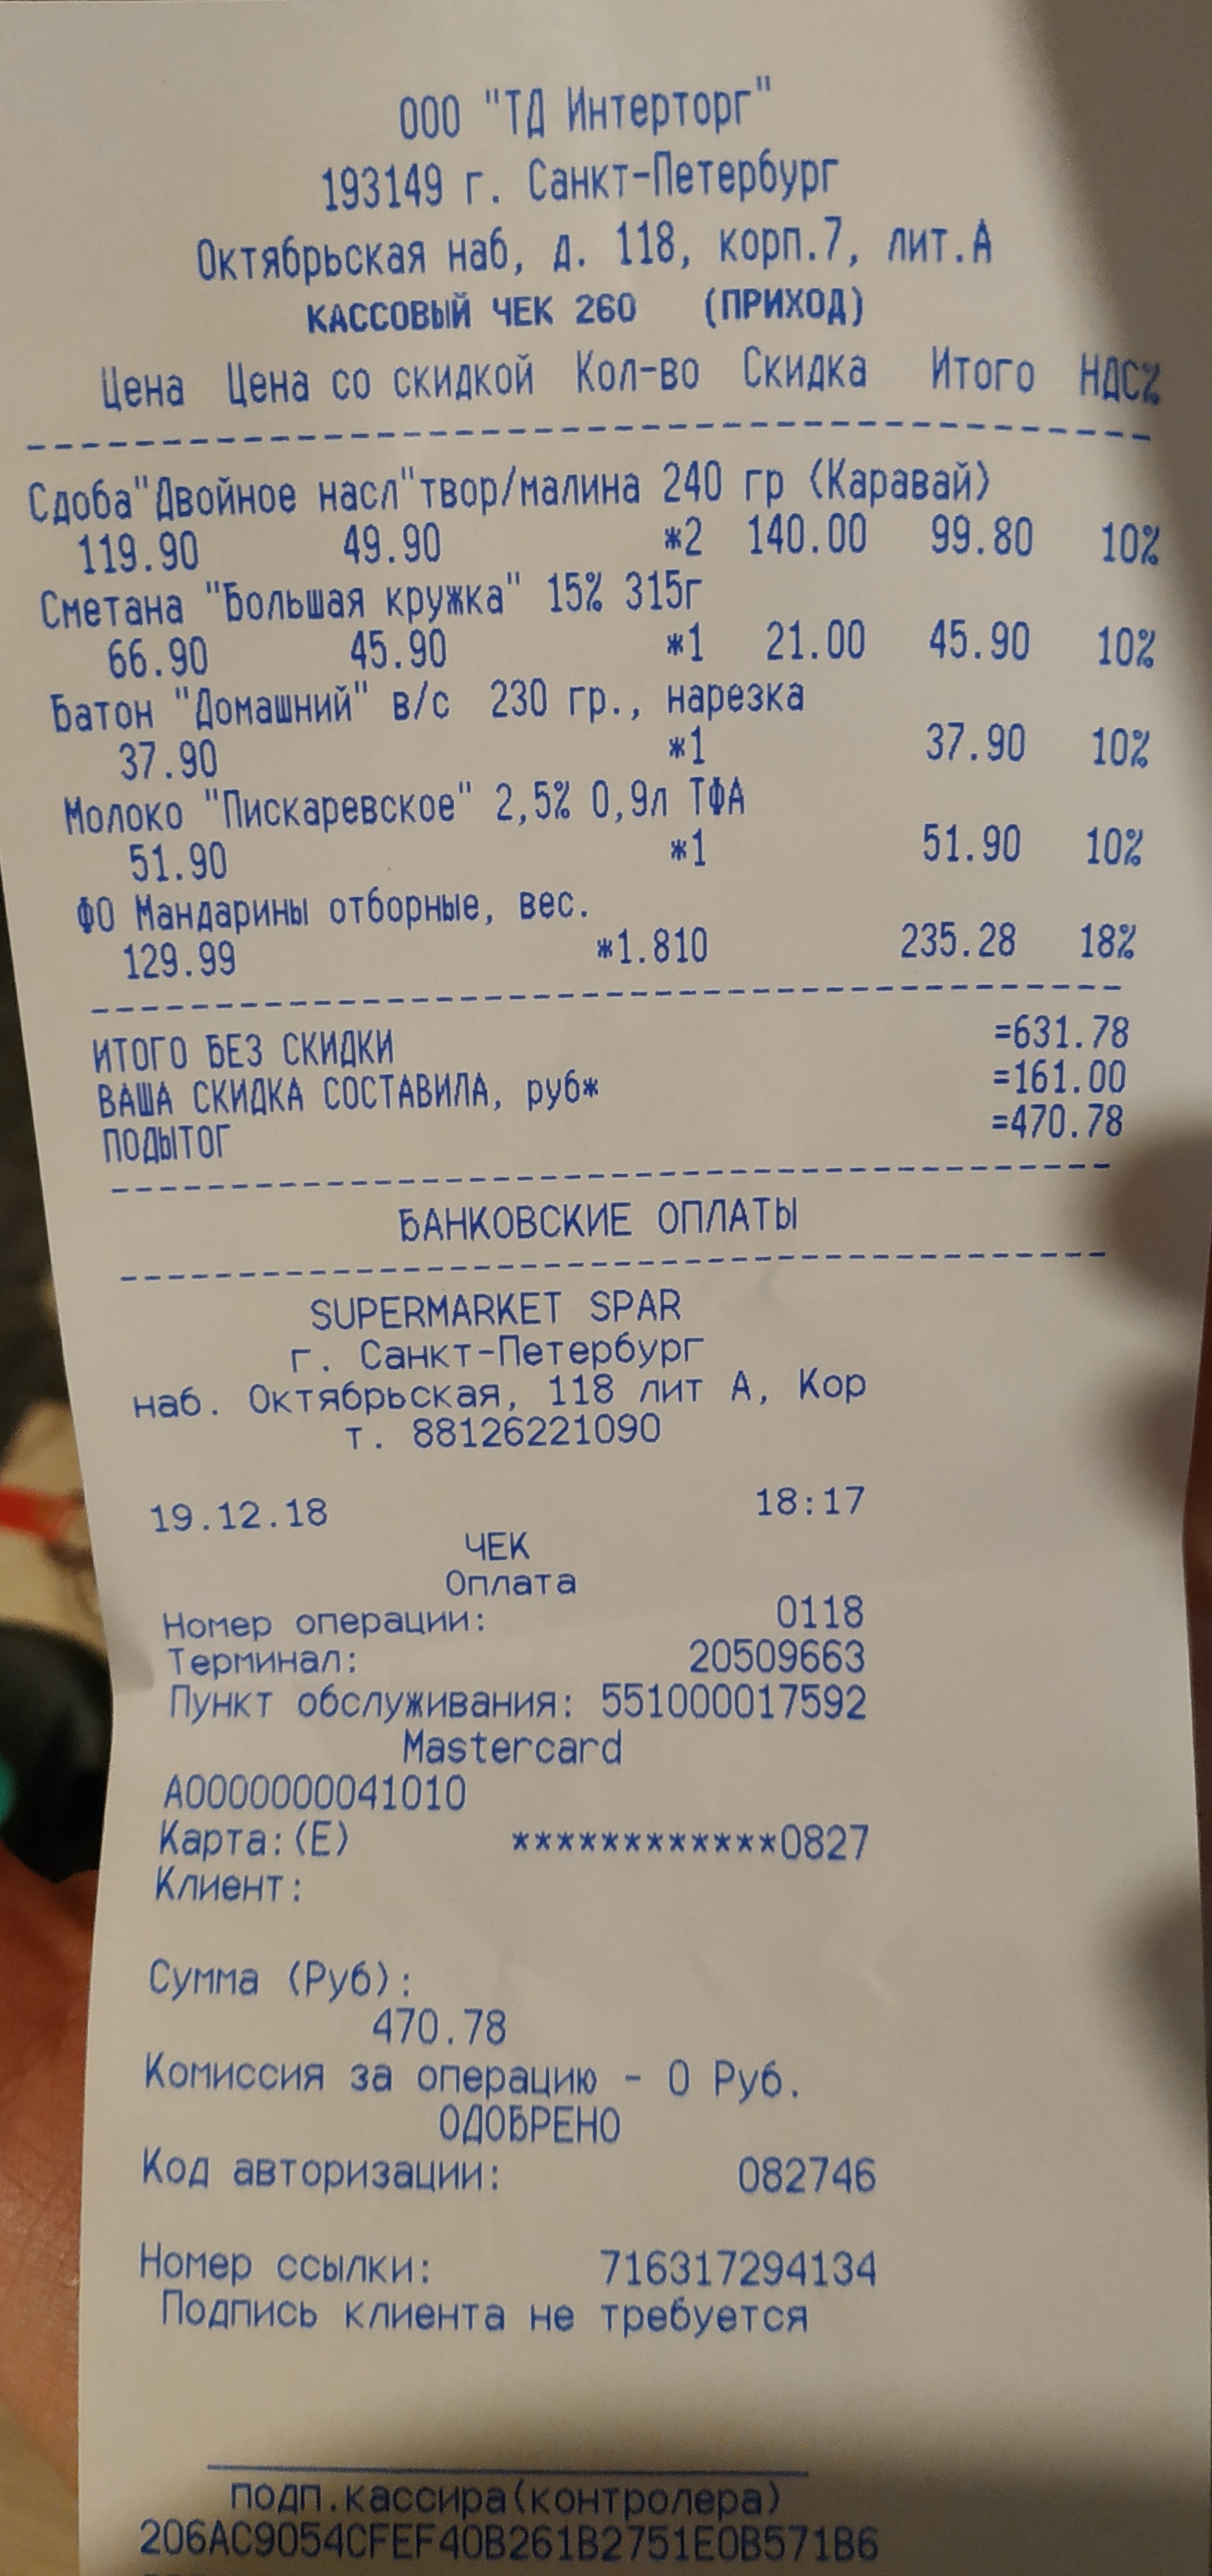 ООО "ТД Интерторг"
193149 г. Санкт-Петербург
Октябрьская наб, д. 118, корп.7, лит.А
КАССОВЫЙ ЧЕК 260 (ПРИХОД)
Цена Цена со скидкой Кол-во Скидка Итого НДС%
Сдоба"Двойное насл"твор/малина 240 гр (Каравай)
119.90 49.90 *2 140.00 99.80 10%
Сметана "Большая кружка" 15% 315г
66.90 45.90 *1 21.00 45.90 10%
Батон "Домашний" в/с 230 гр., нарезка
37.90 *1 37.90 10%
Молоко "Пискаревское" 2,5% 0,9л ТФА
51.90 *1 51.90 10%
ФО Мандарины отборные, вес.
129.99 *1.810 235.28 18%
ИТОГО БЕЗ СКИДКИ =631.78
ВАША СКИДКА СОСТАВИЛА, руб* =161.00
ПОДЫТОГ =470.78
БАНКОВСКИЕ ОПЛАТЫ
SUPERMARKET SPAR
г. Санкт-Петербург
наб. Октябрьская, 118 лит А, Кор
т. 88126221090
19.12.18 18:17
ЧЕК
Оплата
Номер операции: 0118
Терминал: 20509663
Пункт обслуживания: 551000017592
Mastercard
A0000000041010
Карта:(E) ************0827
Клиент:
Сумма (Руб):
470.78
Комиссия за операцию - 0 Руб.
ОДОБРЕНО
Код авторизации: 082746
Номер ссылки: 716317294134
Подпись клиента не требуется
подп.кассира(контролера)
206AC9054CFEF40B261B2751E0B571B6